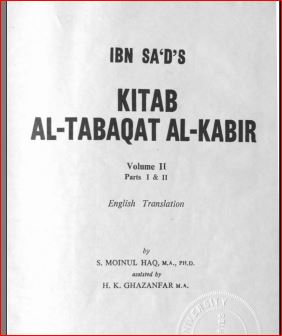 IBN SA‘D'S
KITAB
AL-TABAQAT AL-KABIR
Volume II
Parts I & II
English Translation
by
S. MOINUL HAQ, M.A., PH.D.
assisted by
H. K. GHAZANFAR M.A.
UNIVERSITY